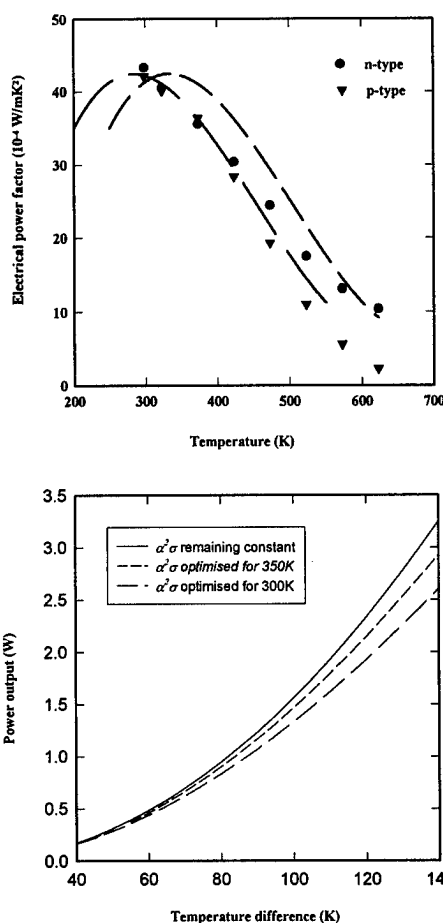 50
40
30
20
10
0
Electrical power factor (10⁻⁴ W/mK²)
n-type
p-type
200 300 400 500 600 700
Temperature (K)
3.5
3.0
2.5
2.0
1.5
1.0
0.5
0.0
Power output (W)
α²σ remaining constant
α²σ optimised for 350K
α²σ optimised for 300K
40 60 80 100 120 14
Temperature difference (K)